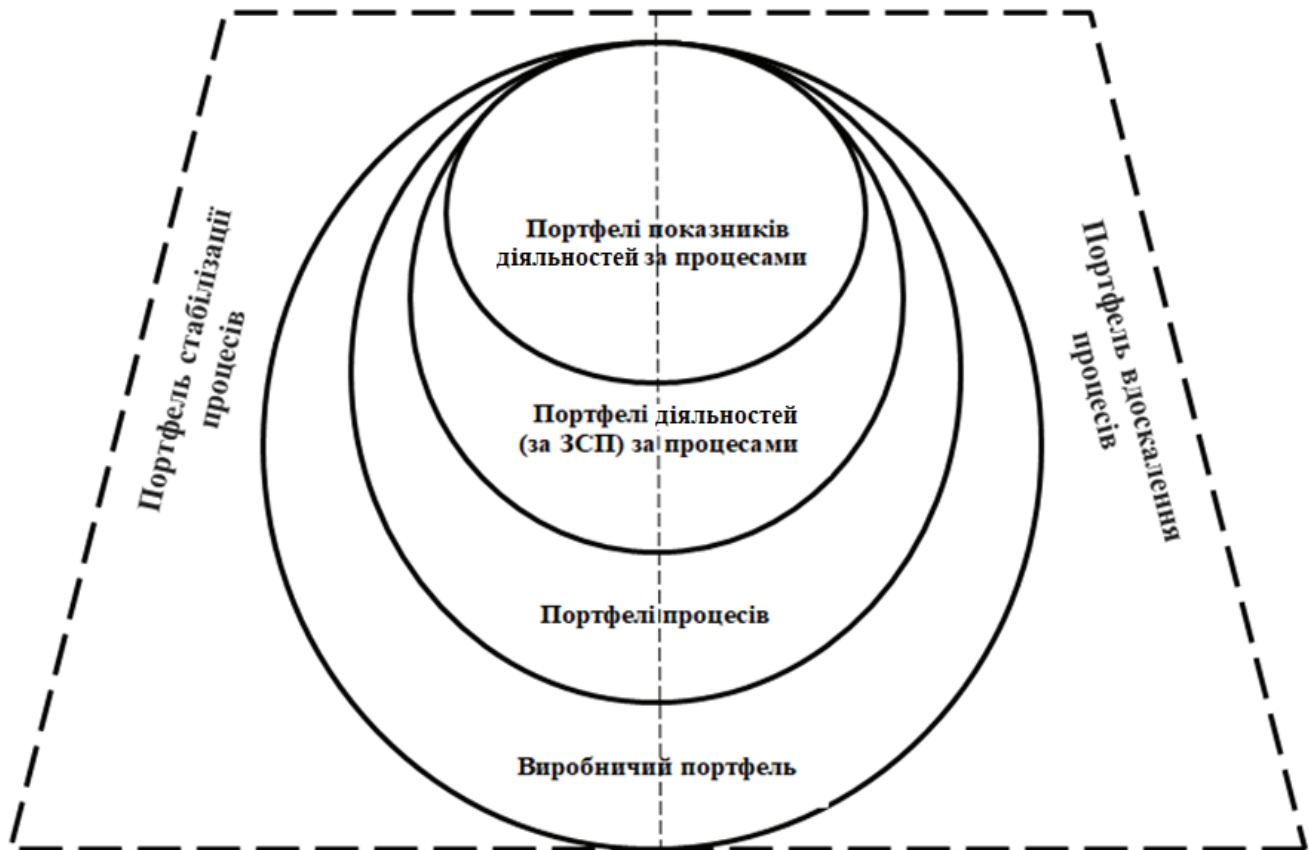 Портфелі показників
діяльностей за процесами
Портфель стабілізації
процесів
Портфель вдоскалення
процесів
Портфелі діяльностей
(за ЗСП) за процесами
Портфелі процесів
Виробничий портфель